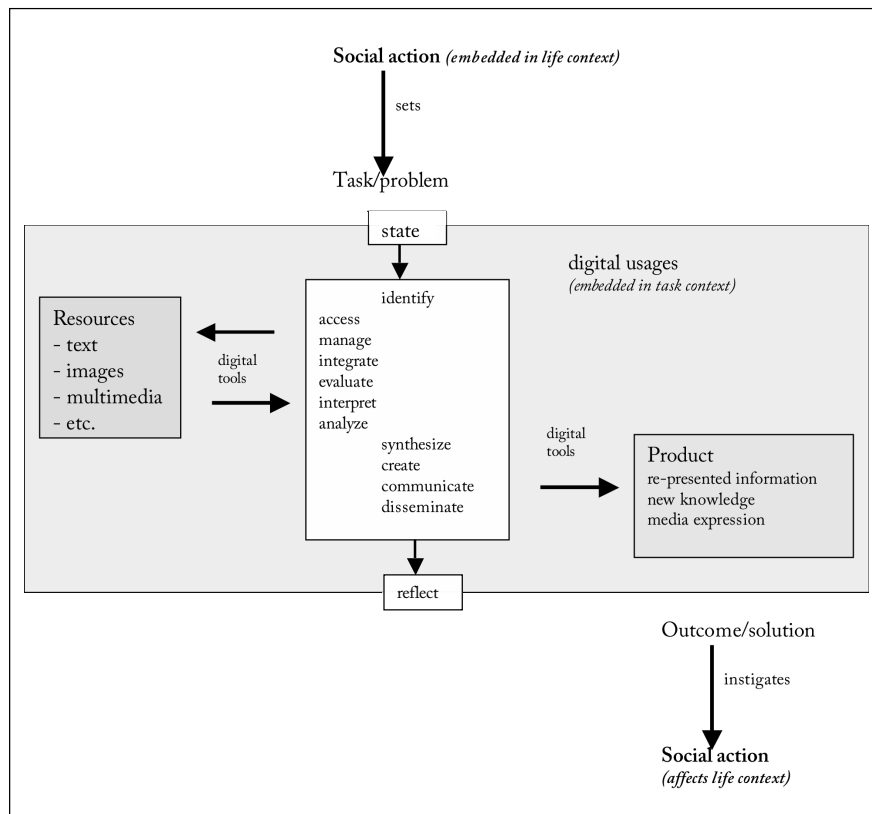 Social action (embedded in life context)
sets
Task/problem
state
digital usages
(embedded in task context)
identify
access
manage
integrate
evaluate
interpret
analyze
synthesize
create
communicate
disseminate
Resources
- text
- images
- multimedia
- etc.
digital
tools
digital
tools
Product
re-presented information
new knowledge
media expression
reflect
Outcome/solution
instigates
Social action
(affects life context)